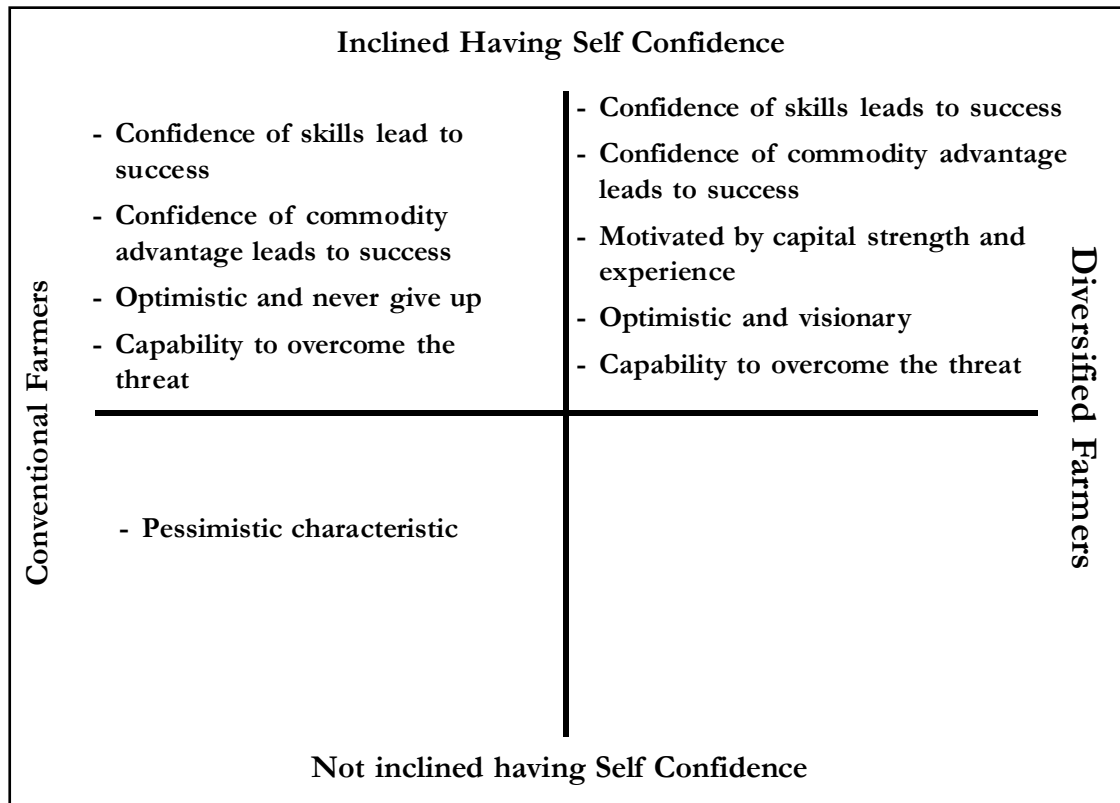 Inclined Having Self Confidence
Conventional Farmers
- Confidence of skills lead to
success
- Confidence of commodity
advantage leads to success
- Optimistic and never give up
- Capability to overcome the
threat
- Confidence of skills leads to success
- Confidence of commodity advantage
leads to success
- Motivated by capital strength and
experience
- Optimistic and visionary
- Capability to overcome the threat
Diversified Farmers
- Pessimistic characteristic
Not inclined having Self Confidence